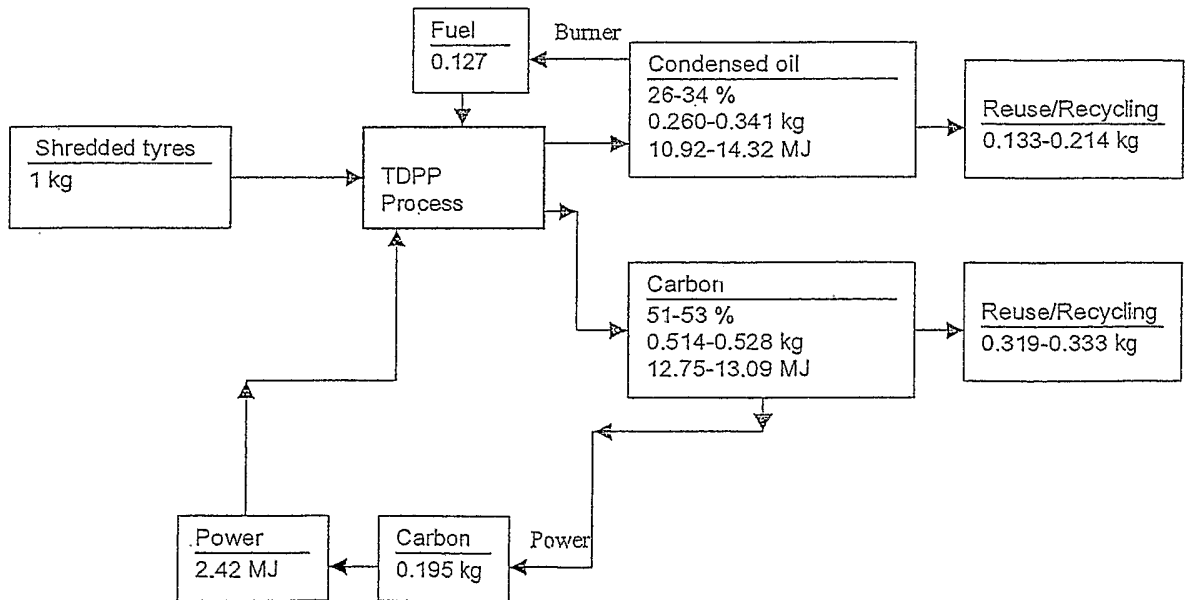 Fuel
0.127
Burner
Condensed oil
26-34 %
0.260-0.341 kg
10.92-14.32 MJ
Reuse/Recycling
0.133-0.214 kg
Shredded tyres
1 kg
TDPP
Process
Carbon
51-53 %
0.514-0.528 kg
12.75-13.09 MJ
Reuse/Recycling
0.319-0.333 kg
Power
2.42 MJ
Carbon
0.195 kg
Power